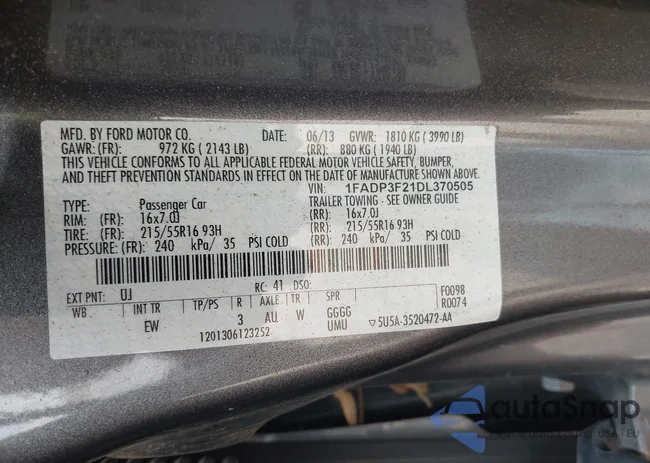 MFD. BY FORD MOTOR CO. DATE: 06/13 GVWR: 1810 KG ( 3990 LB)
GAWR: (FR): 972 KG ( 2143 LB) (RR): 880 KG ( 1940 LB)
THIS VEHICLE CONFORMS TO ALL APPLICABLE FEDERAL MOTOR VEHICLE SAFETY, BUMPER,
AND THEFT PREVENTION STANDARDS IN EFFECT ON THE DATE OF MANUFACTURE SHOWN ABOVE.
VIN: 1FADP3F21DL370505
TYPE: Passenger Car TRAILER TOWING - SEE OWNER GUIDE
RIM: (FR): 16x7.0J (RR): 16x7.0J
TIRE: (FR): 215/55R16 93H (RR): 215/55R16 93H
PRESSURE: (FR): 240 kPa/ 35 PSI COLD (RR): 240 kPa/ 35 PSI COLD
EXT PNT: UJ RC: 41 DSO: F0098
WB INT TR TP/PS R AXLE TR SPR R0074
EW 3 AU W GGGG
UMU
1201306123252 ▽5U5A-3520472-AA
autoSnap